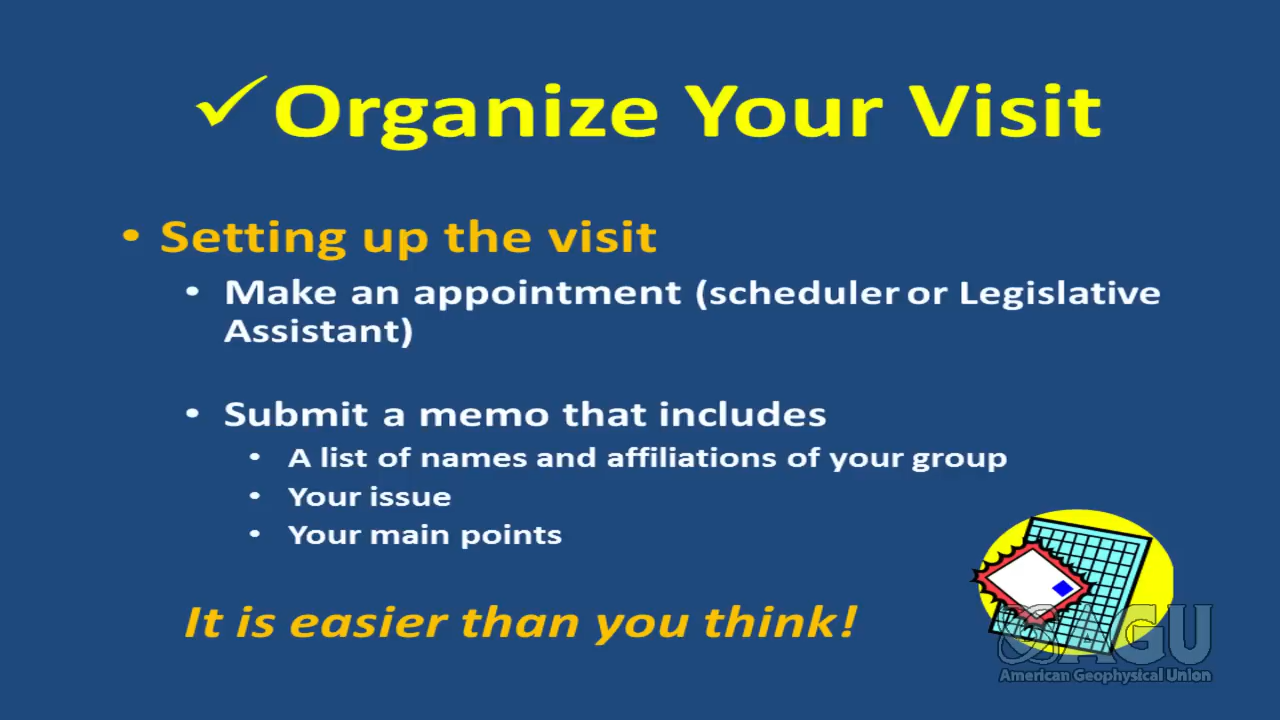 ✓Organize Your Visit
• Setting up the visit
• Make an appointment (scheduler or Legislative
Assistant)
• Submit a memo that includes
• A list of names and affiliations of your group
• Your issue
• Your main points
It is easier than you think!
AGU
American Geophysical Union